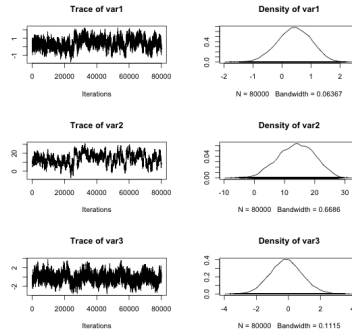 Trace of var1
1
-1
0 20000 40000 60000 80000
Iterations
Density of var1
0.4
0.0
-2 -1 0 1 2
N = 80000 Bandwidth = 0.06367
Trace of var2
20
0
0 20000 40000 60000 80000
Iterations
Density of var2
0.04
0.00
-10 0 10 20 30
N = 80000 Bandwidth = 0.6686
Trace of var3
2
-2
0 20000 40000 60000 80000
Iterations
Density of var3
0.4
0.2
0.0
-4 -2 0 2 4
N = 80000 Bandwidth = 0.1115